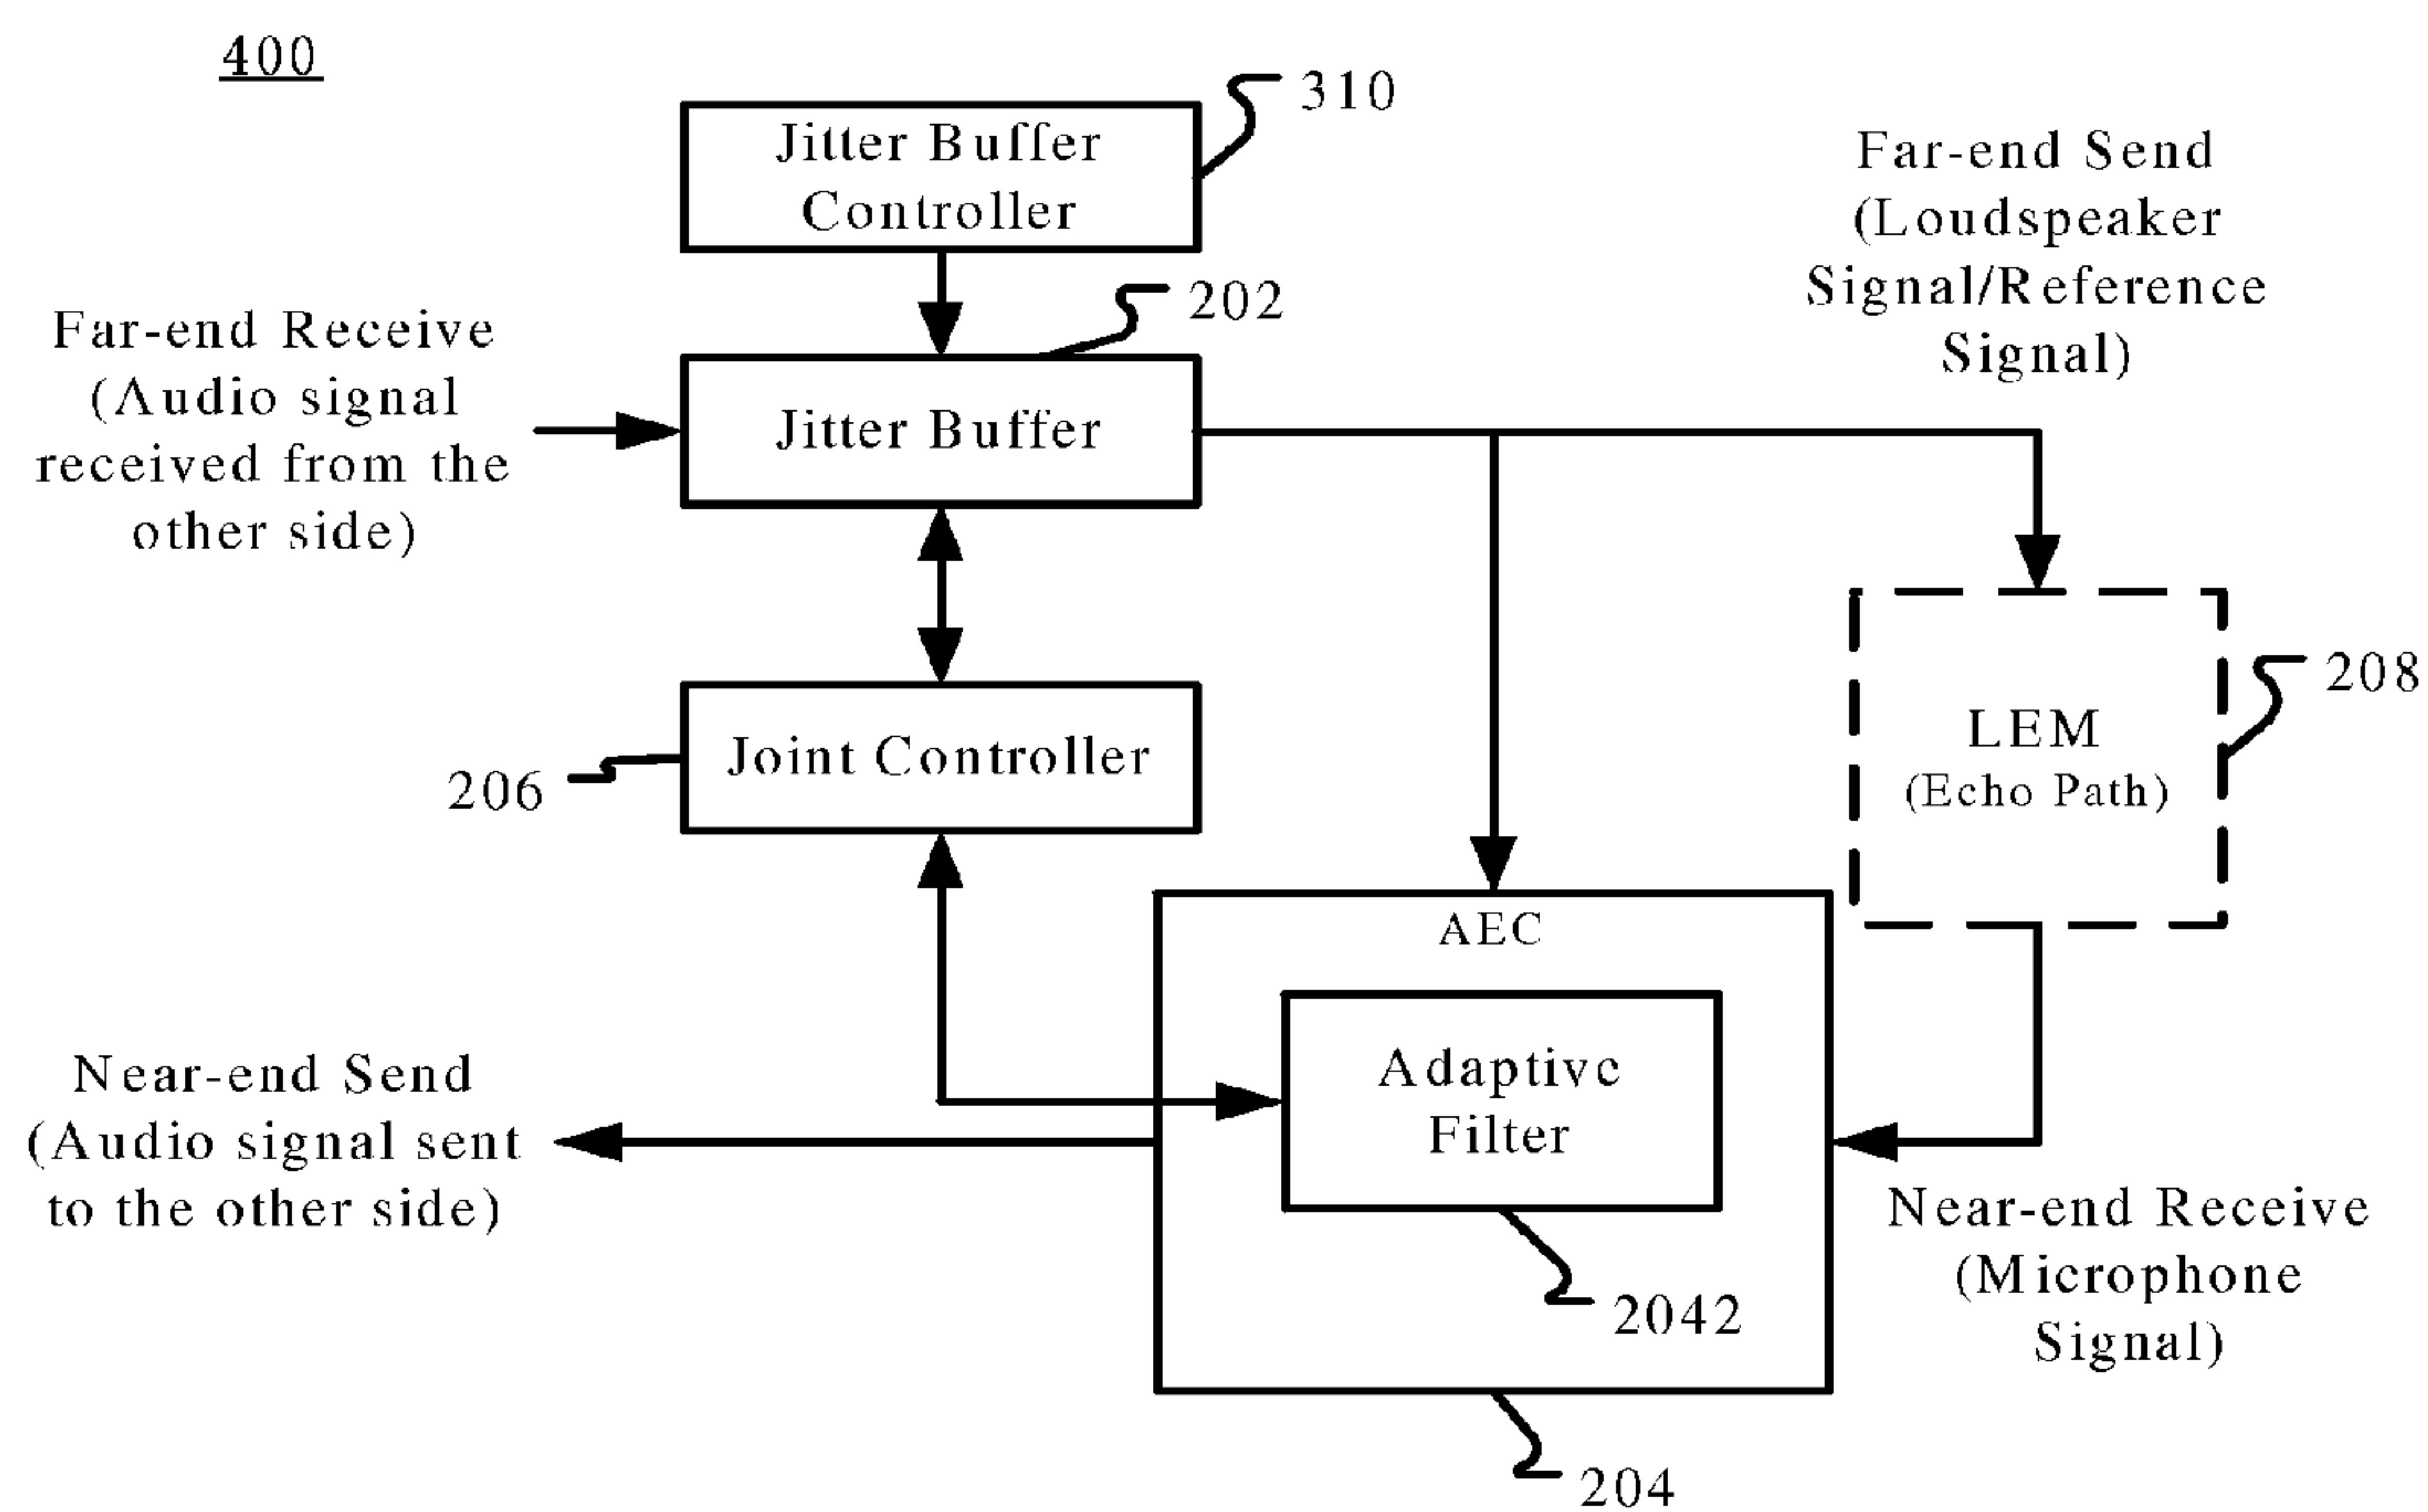 400
310
Jitter Buffer
Controller
Far-end Send
(Loudspeaker
Signal/Reference
Signal)
202
Far-end Receive
(Audio signal
received from the
other side)
Jitter Buffer
208
LEM
(Echo Path)
Joint Controller
206
AEC
Adaptive
Filter
Near-end Send
(Audio signal sent
to the other side)
Near-end Receive
(Microphone
Signal)
2042
204